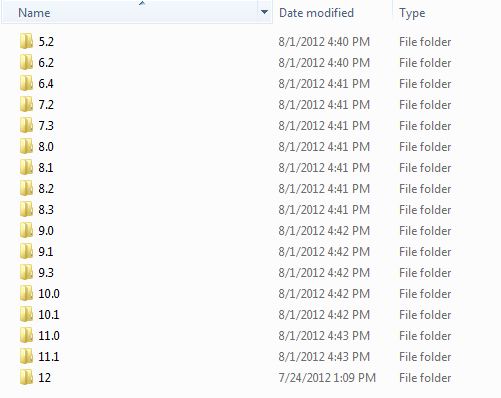 Name Date modified Type
5.2 8/1/2012 4:40 PM File folder
6.2 8/1/2012 4:40 PM File folder
6.4 8/1/2012 4:41 PM File folder
7.2 8/1/2012 4:41 PM File folder
7.3 8/1/2012 4:41 PM File folder
8.0 8/1/2012 4:41 PM File folder
8.1 8/1/2012 4:41 PM File folder
8.2 8/1/2012 4:41 PM File folder
8.3 8/1/2012 4:41 PM File folder
9.0 8/1/2012 4:42 PM File folder
9.1 8/1/2012 4:42 PM File folder
9.3 8/1/2012 4:42 PM File folder
10.0 8/1/2012 4:42 PM File folder
10.1 8/1/2012 4:42 PM File folder
11.0 8/1/2012 4:43 PM File folder
11.1 8/1/2012 4:43 PM File folder
12 7/24/2012 1:09 PM File folder